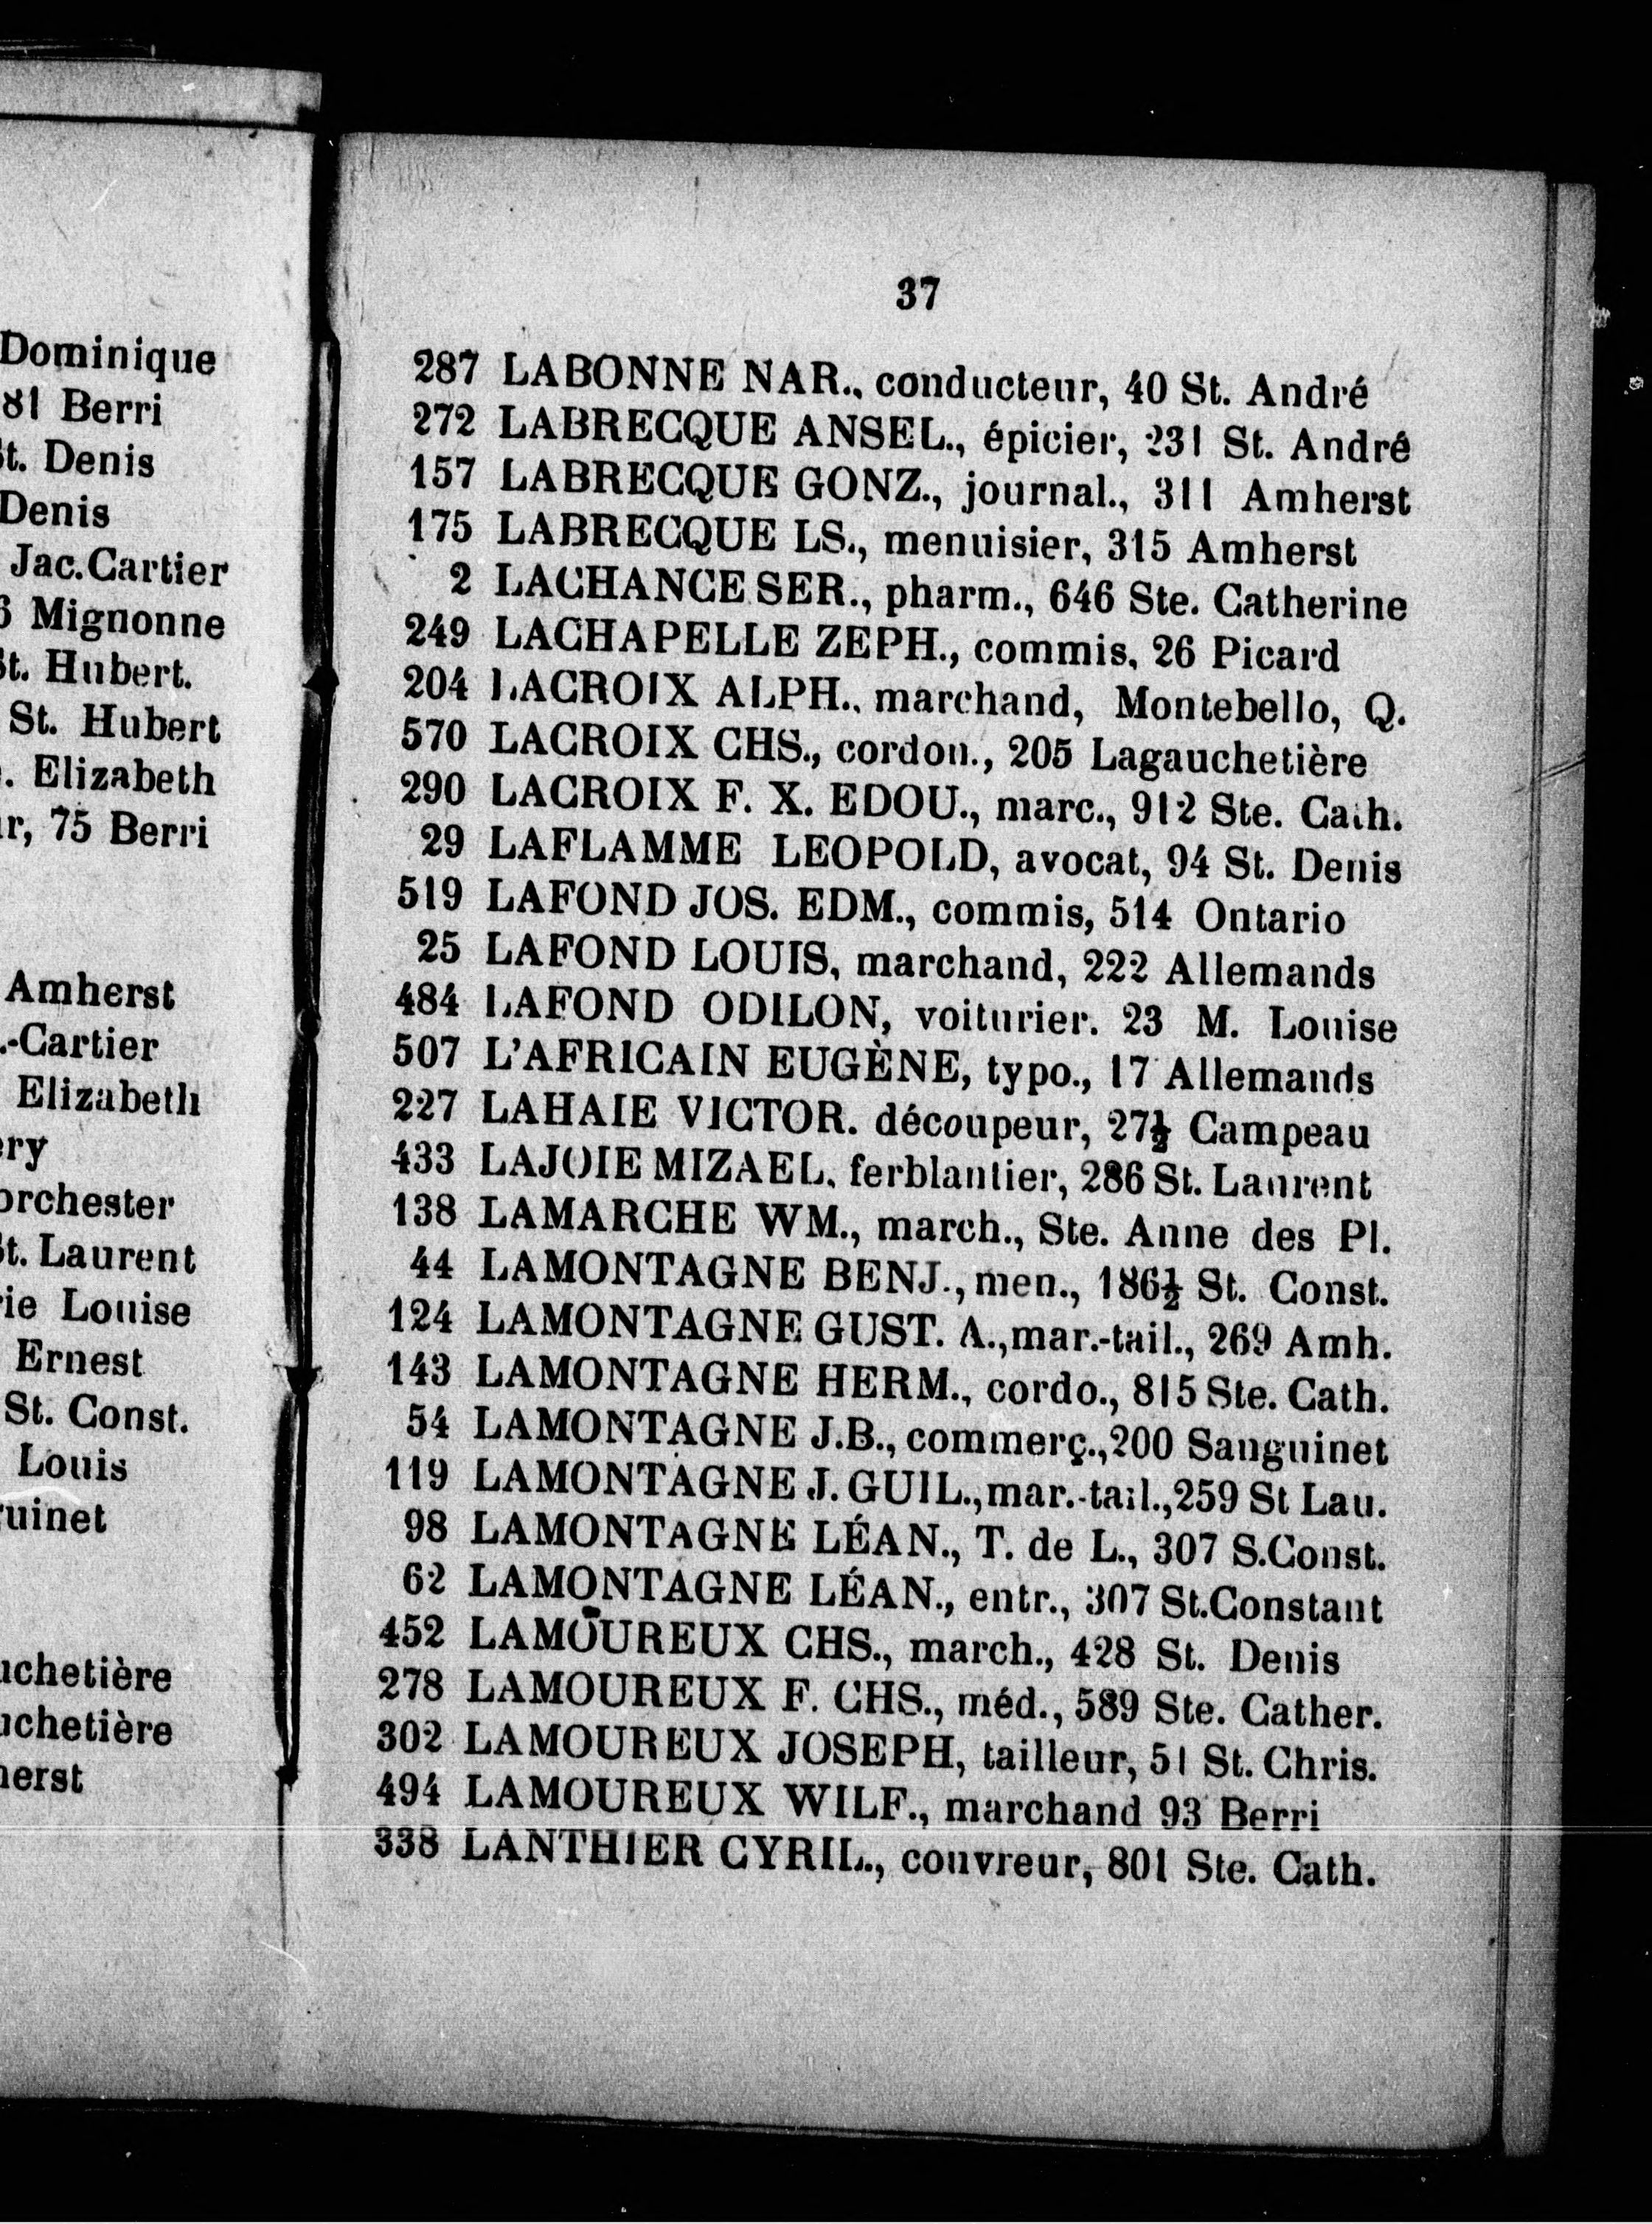 Dominique
81 Berri
St. Denis
Denis
Jac.Cartier
6 Mignonne
St. Hubert.
St. Hubert
. Elizabeth
r, 75 Berri
Amherst
.-Cartier
Elizabeth
ery
orchester
St. Laurent
rie Louise
Ernest
St. Const.
Louis
guinet
uchetière
uchetière
herst
37
287 LABONNE NAR., conducteur, 40 St. André
272 LABRECQUE ANSEL., épicier, 231 St. André
157 LABRECQUE GONZ., journal., 311 Amherst
175 LABRECQUE LS., menuisier, 315 Amherst
2 LACHANCE SER., pharm., 646 Ste. Catherine
249 LACHAPELLE ZEPH., commis, 26 Picard
204 LACROIX ALPH., marchand, Montebello, Q.
570 LACROIX CHS., cordon., 205 Lagauchetière
290 LACROIX F. X. EDOU., marc., 912 Ste. Cath.
29 LAFLAMME LEOPOLD, avocat, 94 St. Denis
519 LAFOND JOS. EDM., commis, 514 Ontario
25 LAFOND LOUIS, marchand, 222 Allemands
484 LAFOND ODILON, voiturier. 23 M. Louise
507 L'AFRICAIN EUGÈNE, typo., 17 Allemands
227 LAHAIE VICTOR. découpeur, 27½ Campeau
433 LAJOIE MIZAEL, ferblantier, 286 St. Laurent
138 LAMARCHE WM., march., Ste. Anne des Pl.
44 LAMONTAGNE BENJ., men., 186½ St. Const.
124 LAMONTAGNE GUST. A., mar.-tail., 269 Amh.
143 LAMONTAGNE HERM., cordo., 815 Ste. Cath.
54 LAMONTAGNE J.B., commerç., 200 Sanguinet
119 LAMONTAGNE J. GUIL., mar.-tail., 259 St Lau.
98 LAMONTAGNE LÉAN., T. de L., 307 S.Const.
62 LAMONTAGNE LÉAN., entr., 307 St.Constant
452 LAMOUREUX CHS., march., 428 St. Denis
278 LAMOUREUX F. CHS., méd., 589 Ste. Cather.
302 LAMOUREUX JOSEPH, tailleur, 51 St. Chris.
494 LAMOUREUX WILF., marchand 93 Berri
338 LANTHIER CYRIL., couvreur, 801 Ste. Cath.